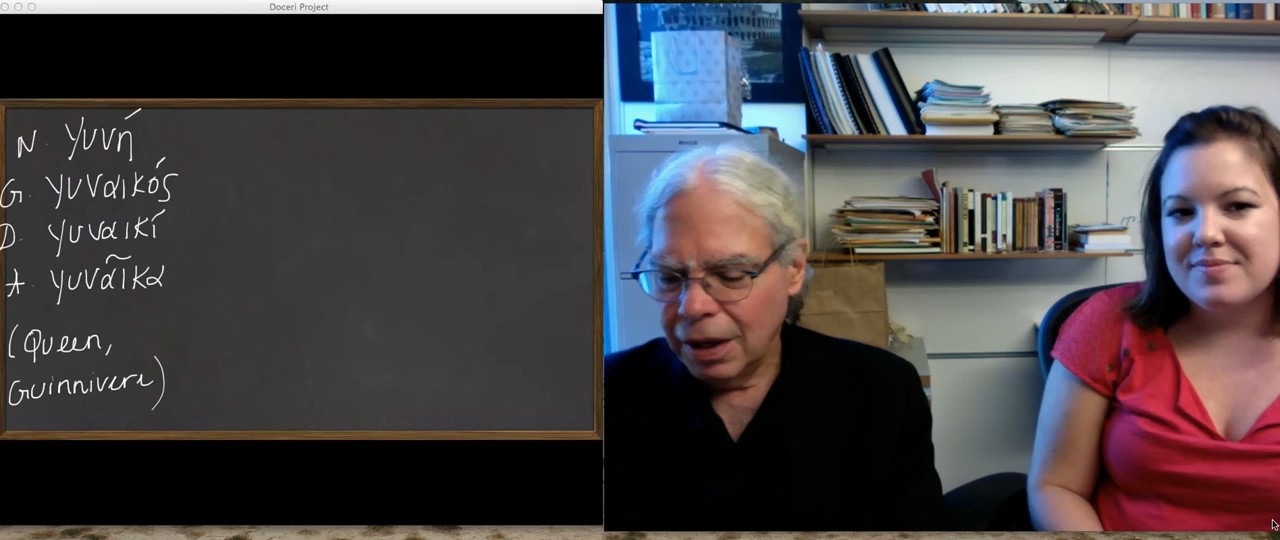 Doceri Project
N. γυνή
G. γυναικός
D. γυναικί
A. γυναῖκα
(Queen,
Guinnivere)